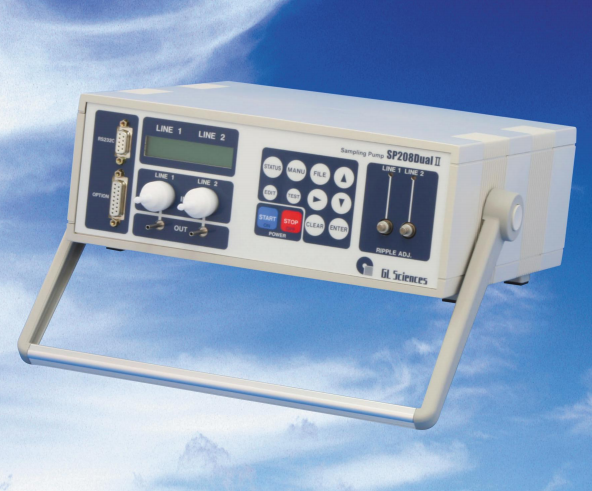 RS232C
OPTION
LINE 1 LINE 2
LINE 1 LINE 2
OUT
Sampling Pump SP208Dual II
STATUS MANU FILE ▲
EDIT TEST ▶ ▼
START STOP CLEAR ENTER
POWER
LINE 1 LINE 2
RIPPLE ADJ.
GL Sciences